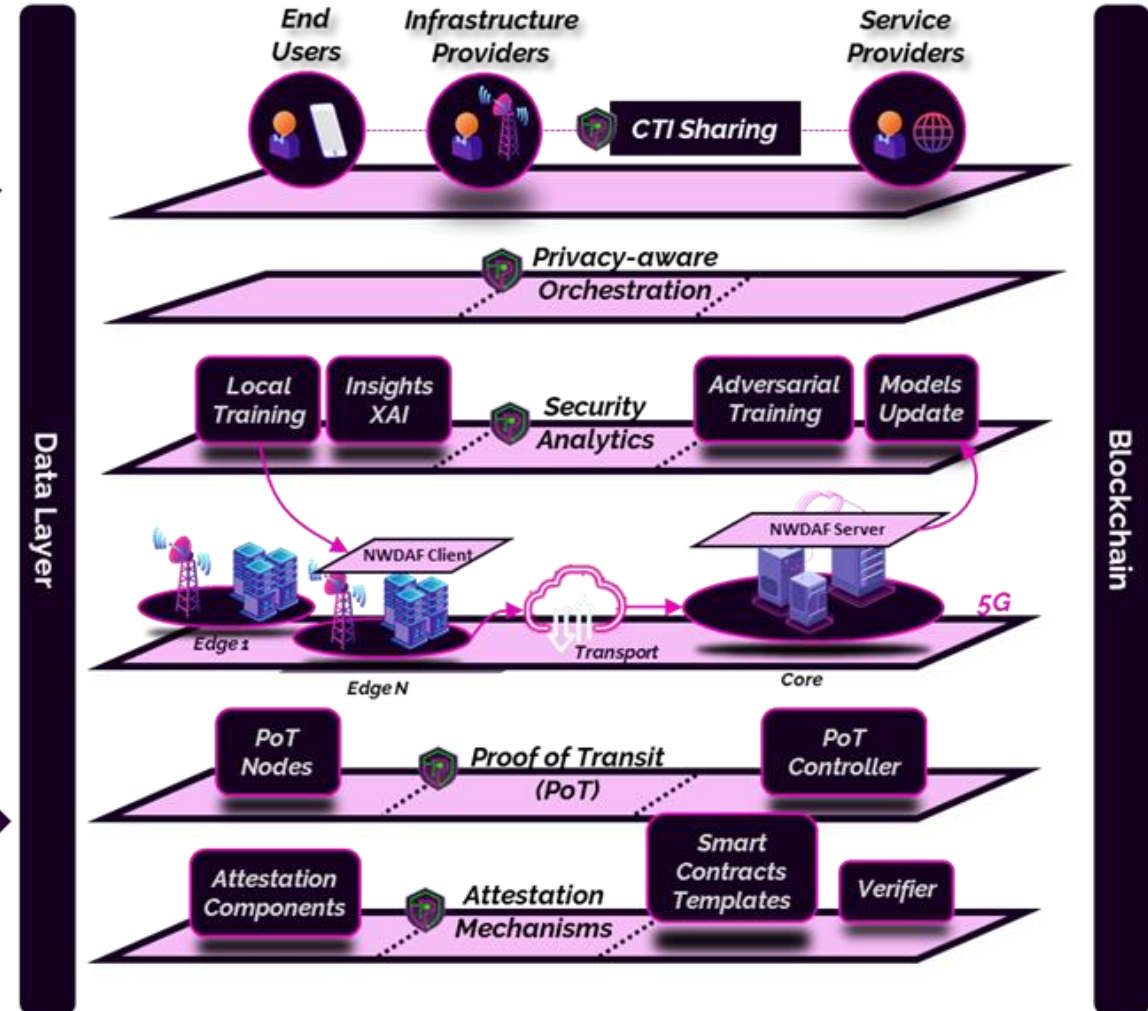 End
Users
Infrastructure
Providers
Service
Providers
CTI Sharing
Privacy-aware
Orchestration
Local
Training
Insights
XAI
Security
Analytics
Adversarial
Training
Models
Update
NWDAF Client
NWDAF Server
5G
Edge 1
Transport
Edge N
Core
PoT
Nodes
Proof of Transit
(PoT)
PoT
Controller
Attestation
Components
Attestation
Mechanisms
Smart
Contracts
Templates
Verifier
Data Layer
Blockchain